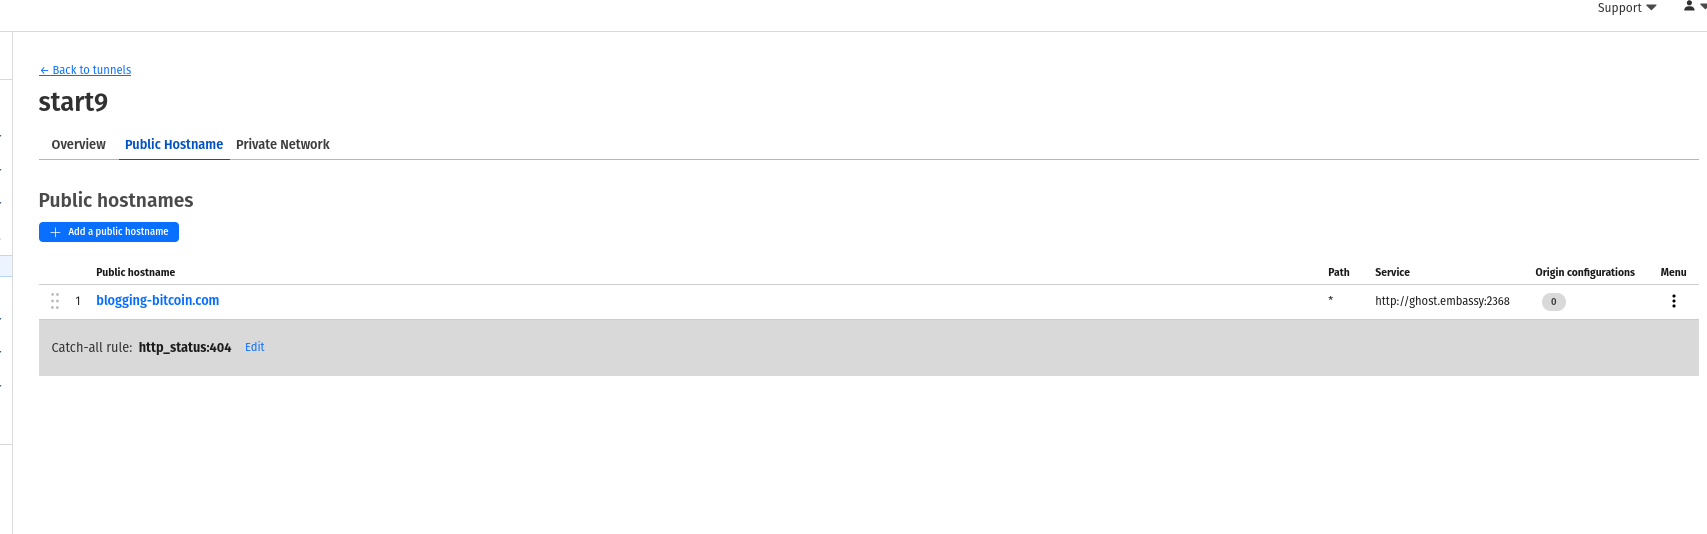 Support
← Back to tunnels
start9
Overview Public Hostname Private Network
Public hostnames
+ Add a public hostname
Public hostname Path Service Origin configurations Menu
1 blogging-bitcoin.com * http://ghost.embassy:2368 0
Catch-all rule: http_status:404 Edit